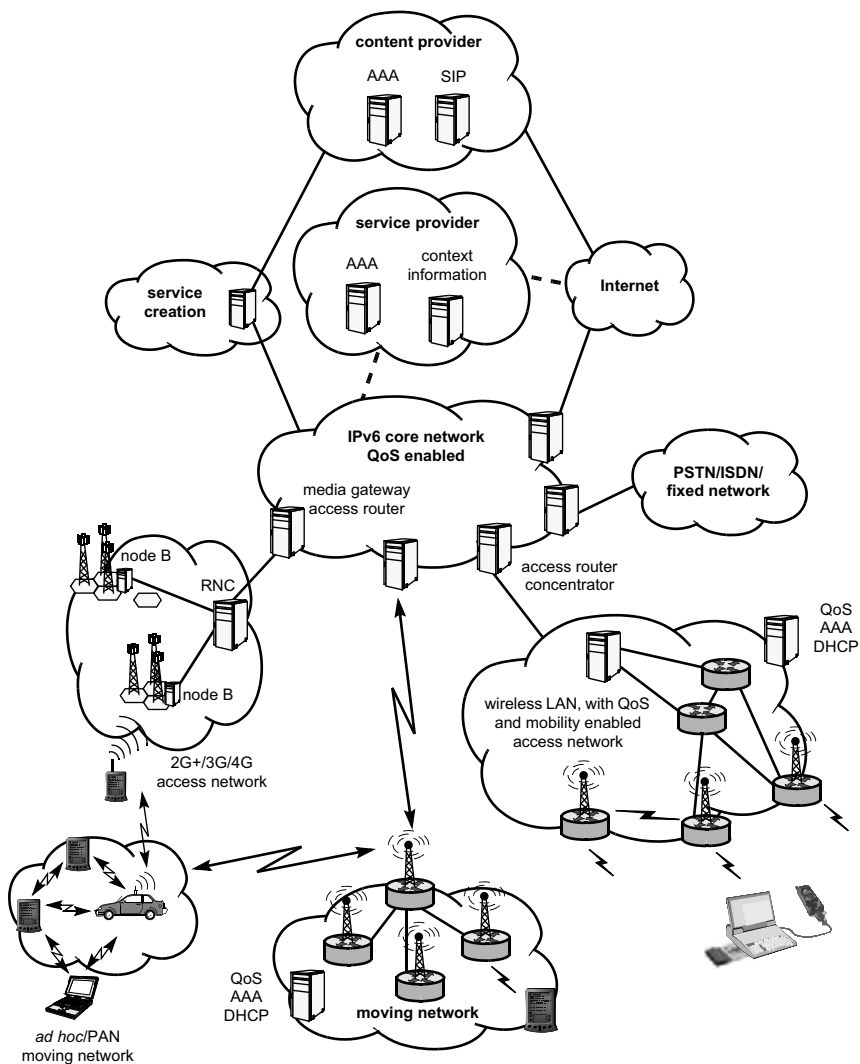 content provider
AAA
SIP
service provider
AAA
context
information
service
creation
Internet
IPv6 core network
QoS enabled
PSTN/ISDN/
fixed network
media gateway
access router
node B
RNC
access router
concentrator
QoS
AAA
DHCP
node B
wireless LAN, with QoS
and mobility enabled
access network
2G+/3G/4G
access network
QoS
AAA
DHCP
moving network
ad hoc/PAN
moving network